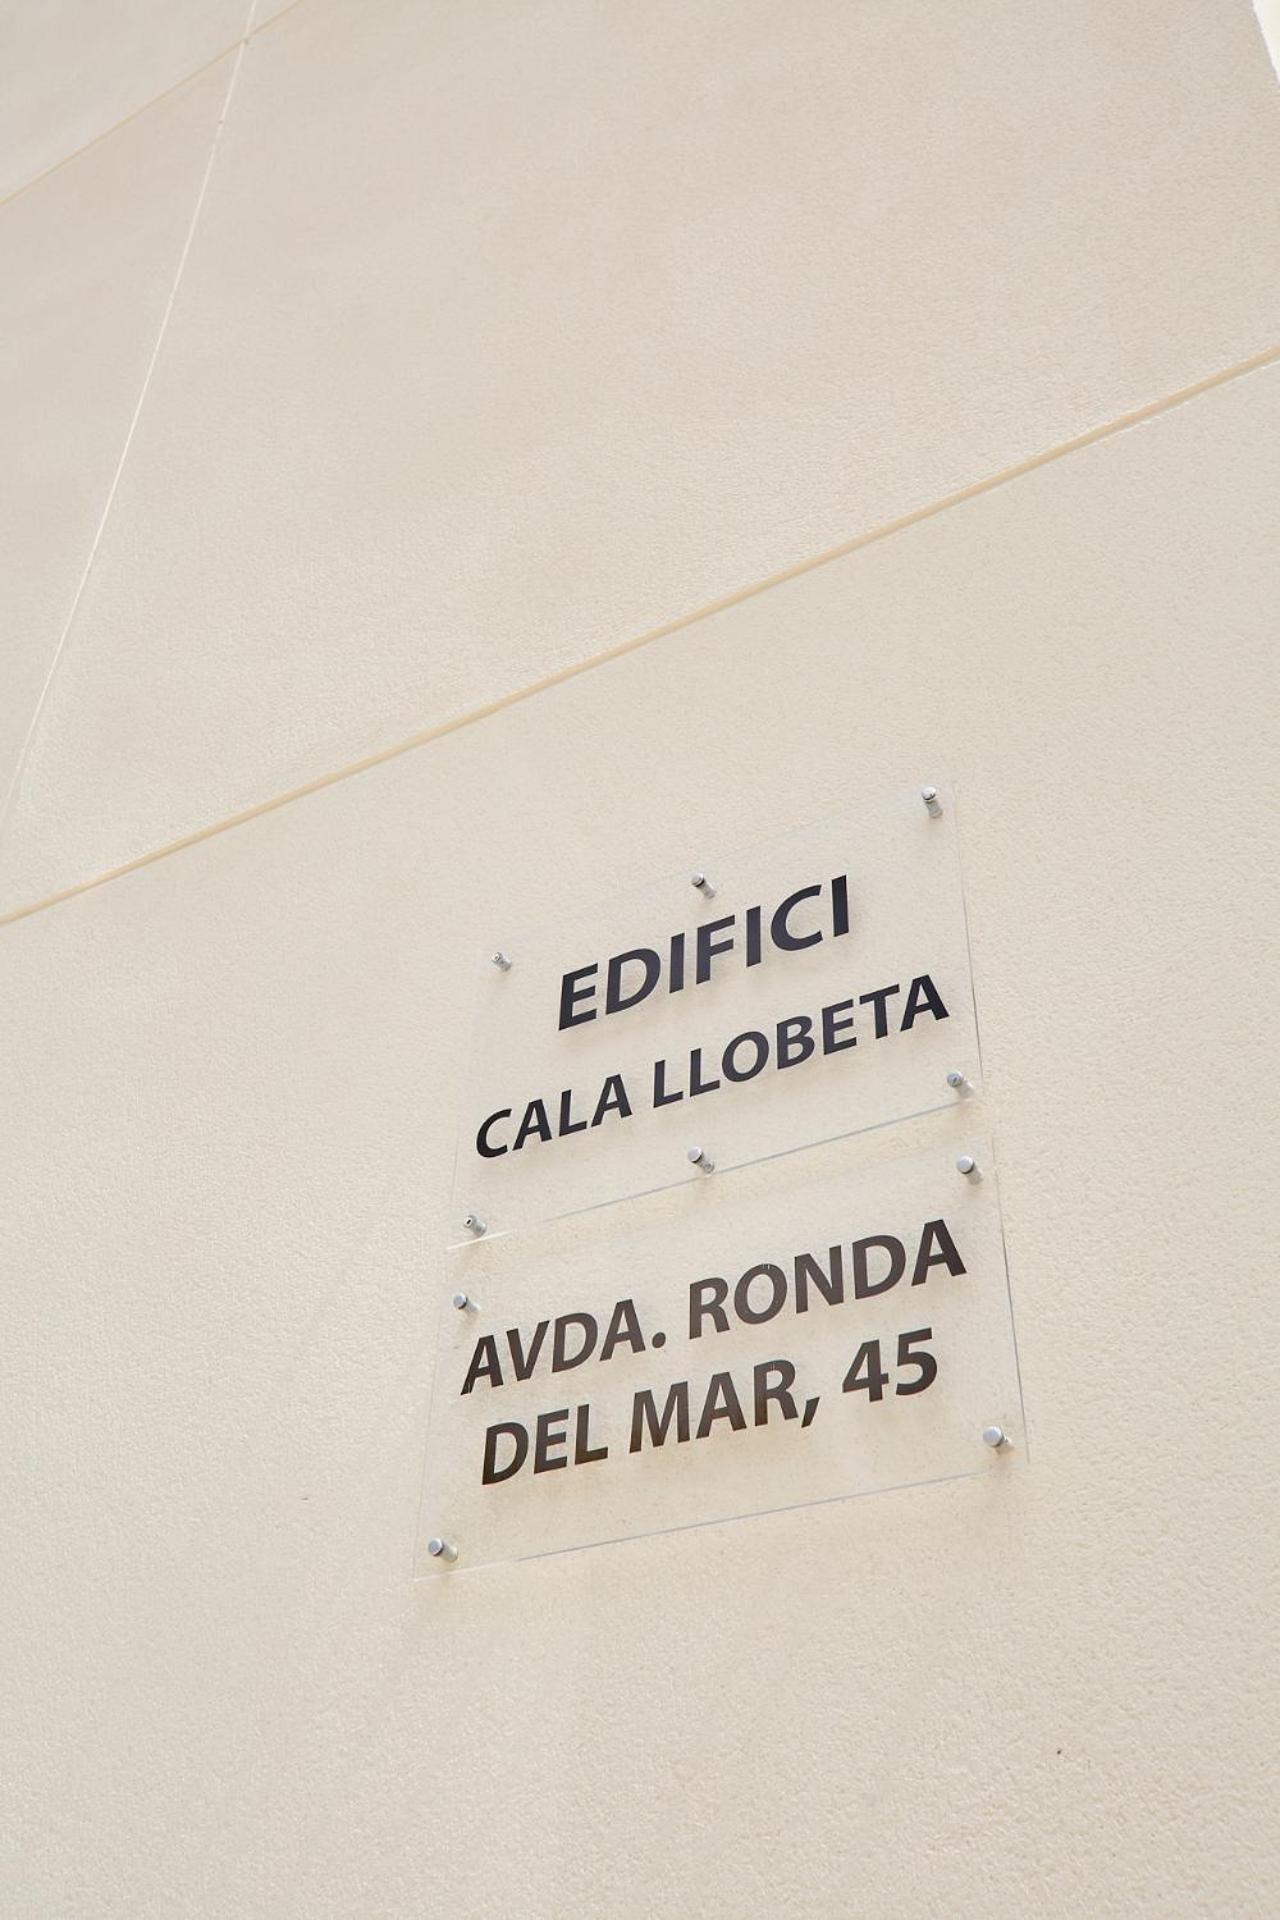 EDIFICI
CALA LLOBETA
AVDA. RONDA
DEL MAR, 45